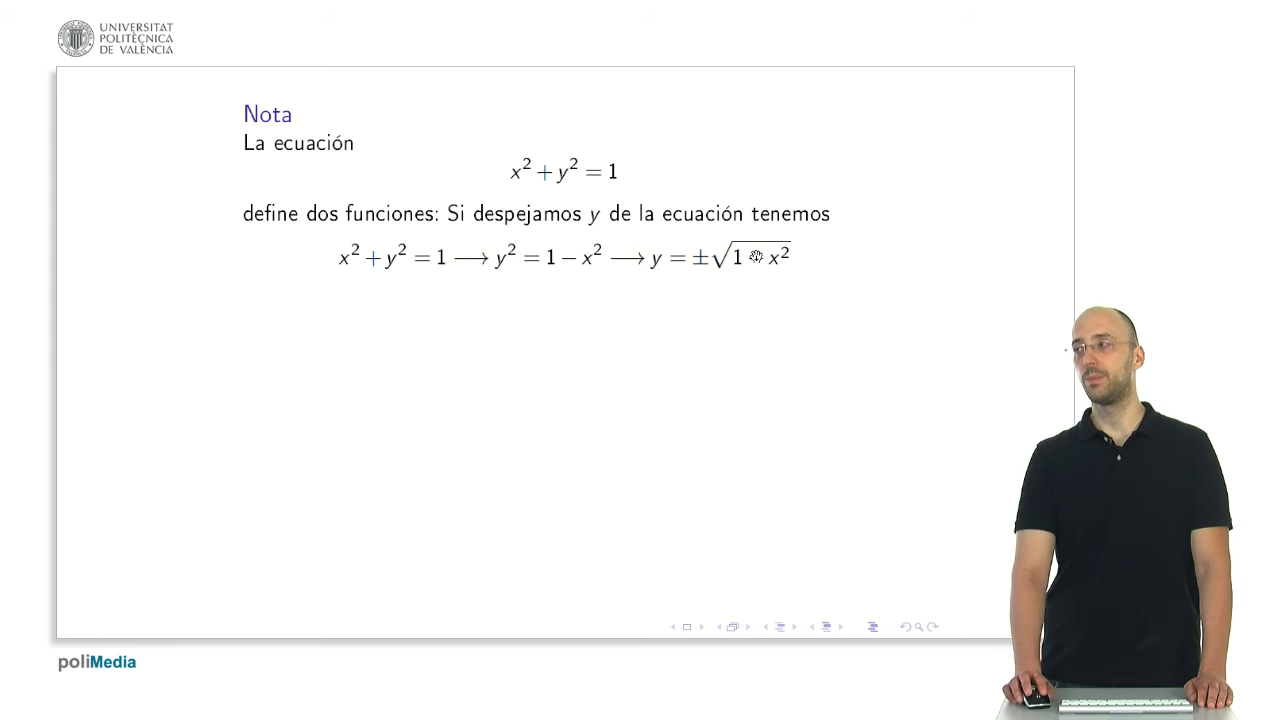 UNIVERSITAT
POLITÈCNICA
DE VALÈNCIA
Nota
La ecuación
x² + y² = 1
define dos funciones: Si despejamos y de la ecuación tenemos
x² + y² = 1 ⟶ y² = 1 − x² ⟶ y = ±√1 x²
poliMedia